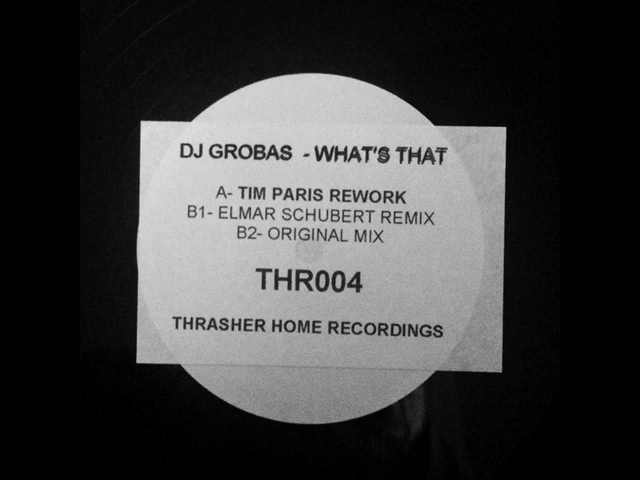 DJ GROBAS - WHAT'S THAT
A- TIM PARIS REWORK
B1- ELMAR SCHUBERT REMIX
B2- ORIGINAL MIX
THR004
THRASHER HOME RECORDINGS